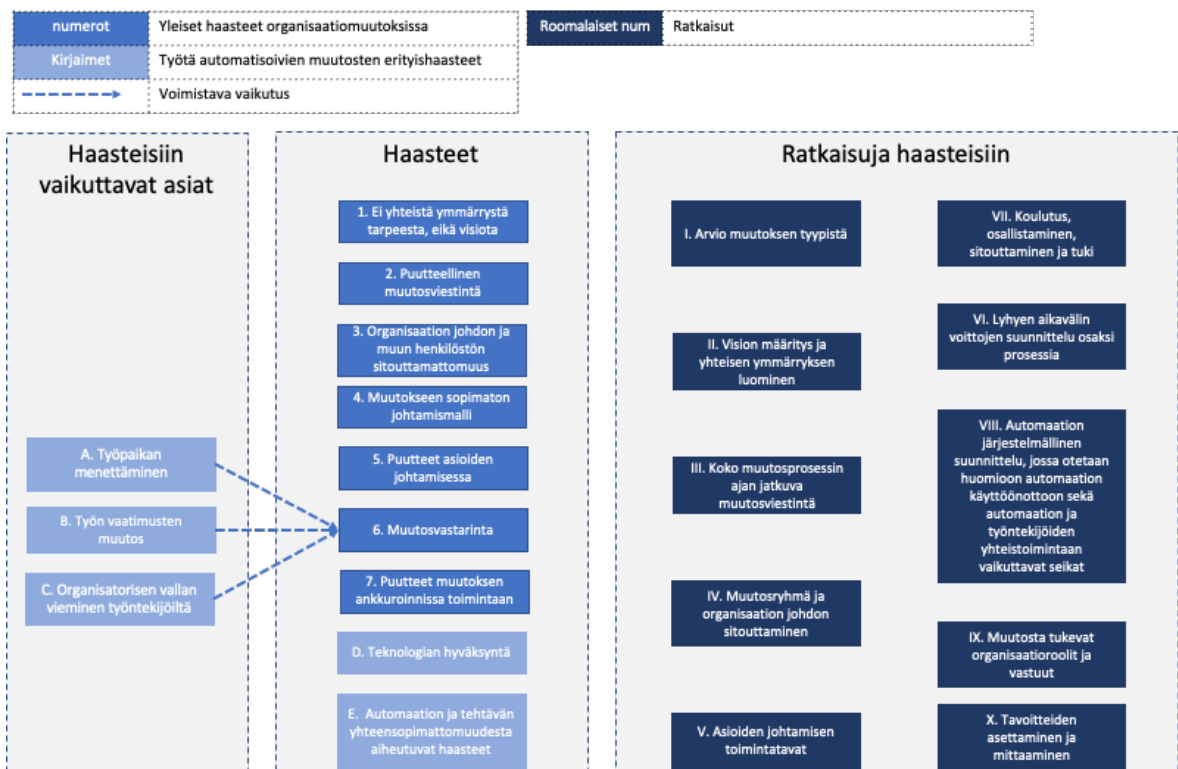 numerot
Yleiset haasteet organisaatiomuutoksissa
Kirjaimet
Työtä automatisoivien muutosten erityishaasteet
Voimistava vaikutus
Roomalaiset num
Ratkaisut
Haasteisiin
vaikuttavat asiat
A. Työpaikan
menettäminen
B. Työn vaatimusten
muutos
C. Organisatorisen vallan
vieminen työntekijöiltä
Haasteet
1. Ei yhteistä ymmärrystä
tarpeesta, eikä visiota
2. Puutteellinen
muutosviestintä
3. Organisaation johdon ja
muun henkilöstön
sitouttamattomuus
4. Muutokseen sopimaton
johtamismalli
5. Puutteet asioiden
johtamisessa
6. Muutosvastarinta
7. Puutteet muutoksen
ankkuroinnissa toimintaan
D. Teknologian hyväksyntä
E. Automaation ja tehtävän
yhteensopimattomuudesta
aiheutuvat haasteet
Ratkaisuja haasteisiin
I. Arvio muutoksen tyypistä
II. Vision määritys ja
yhteisen ymmärryksen
luominen
III. Koko muutosprosessin
ajan jatkuva
muutosviestintä
IV. Muutosryhmä ja
organisaation johdon
sitouttaminen
V. Asioiden johtamisen
toimintatavat
VII. Koulutus,
osallistaminen,
sitouttaminen ja tuki
VI. Lyhyen aikavälin
voittojen suunnittelu osaksi
prosessia
VIII. Automaation
järjestelmällinen
suunnittelu, jossa otetaan
huomioon automaation
käyttöönottoon sekä
automaation ja
työntekijöiden
yhteistoimintaan
vaikuttavat seikat
IX. Muutosta tukevat
organisaatioroolit ja
vastuut
X. Tavoitteiden
asettaminen ja
mittaaminen